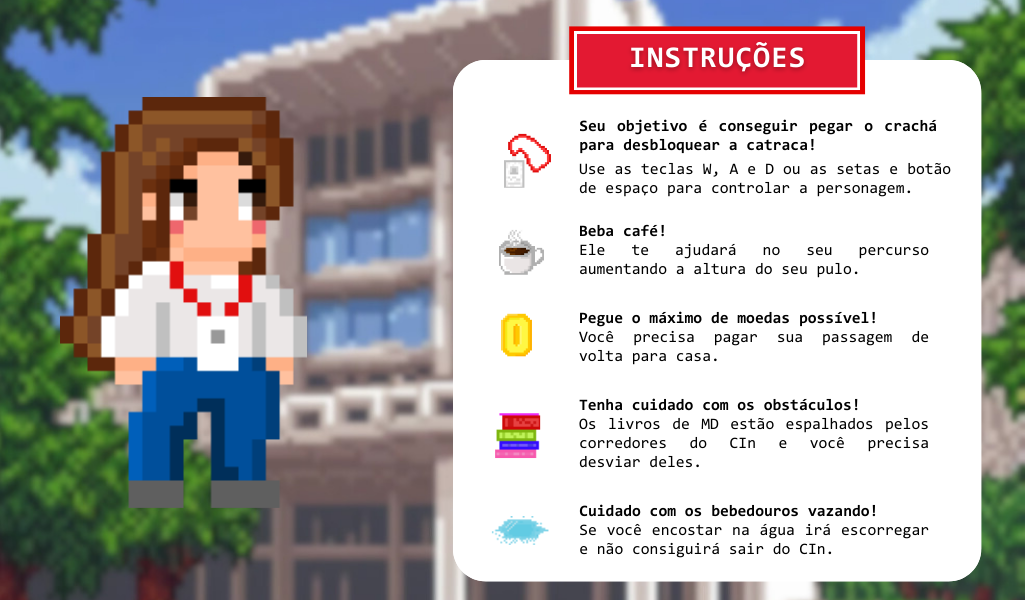 INSTRUÇÕES
Seu objetivo é conseguir pegar o crachá
para desbloquear a catraca!
Use as teclas W, A e D ou as setas e botão
de espaço para controlar a personagem.
Beba café!
Ele te ajudará no seu percurso
aumentando a altura do seu pulo.
Pegue o máximo de moedas possível!
Você precisa pagar sua passagem de
volta para casa.
Tenha cuidado com os obstáculos!
Os livros de MD estão espalhados pelos
corredores do CIn e você precisa
desviar deles.
Cuidado com os bebedouros vazando!
Se você encostar na água irá escorregar
e não consiguirá sair do CIn.